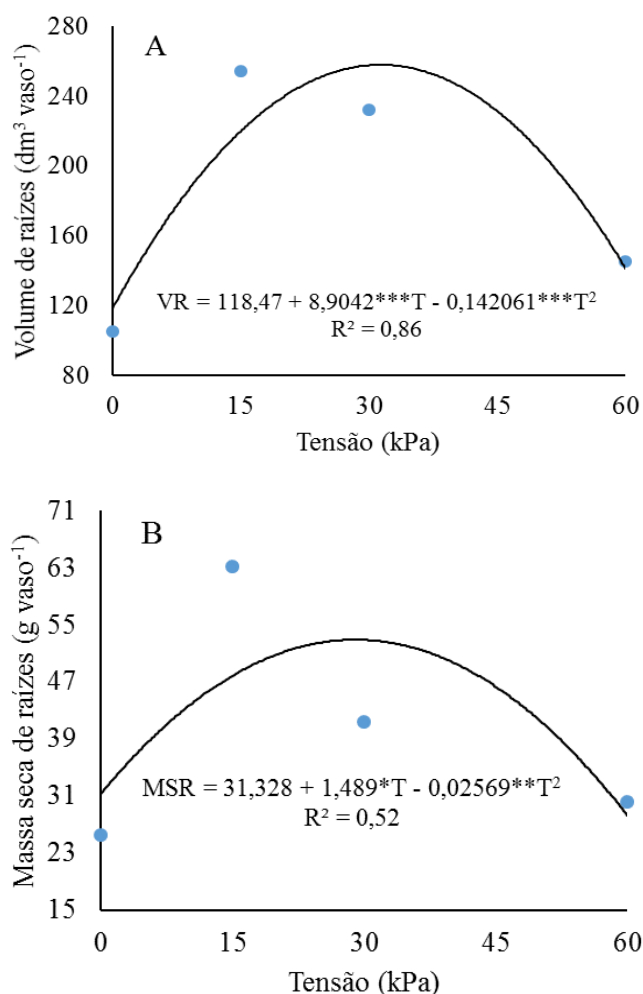 A
280
240
200
160
120
80
Volume de raízes (dm³ vaso⁻¹)
VR = 118,47 + 8,9042***T - 0,142061***T²
R² = 0,86
0 15 30 45 60
Tensão (kPa)
B
71
63
55
47
39
31
23
15
Massa seca de raízes (g vaso⁻¹)
MSR = 31,328 + 1,489*T - 0,02569**T²
R² = 0,52
0 15 30 45 60
Tensão (kPa)